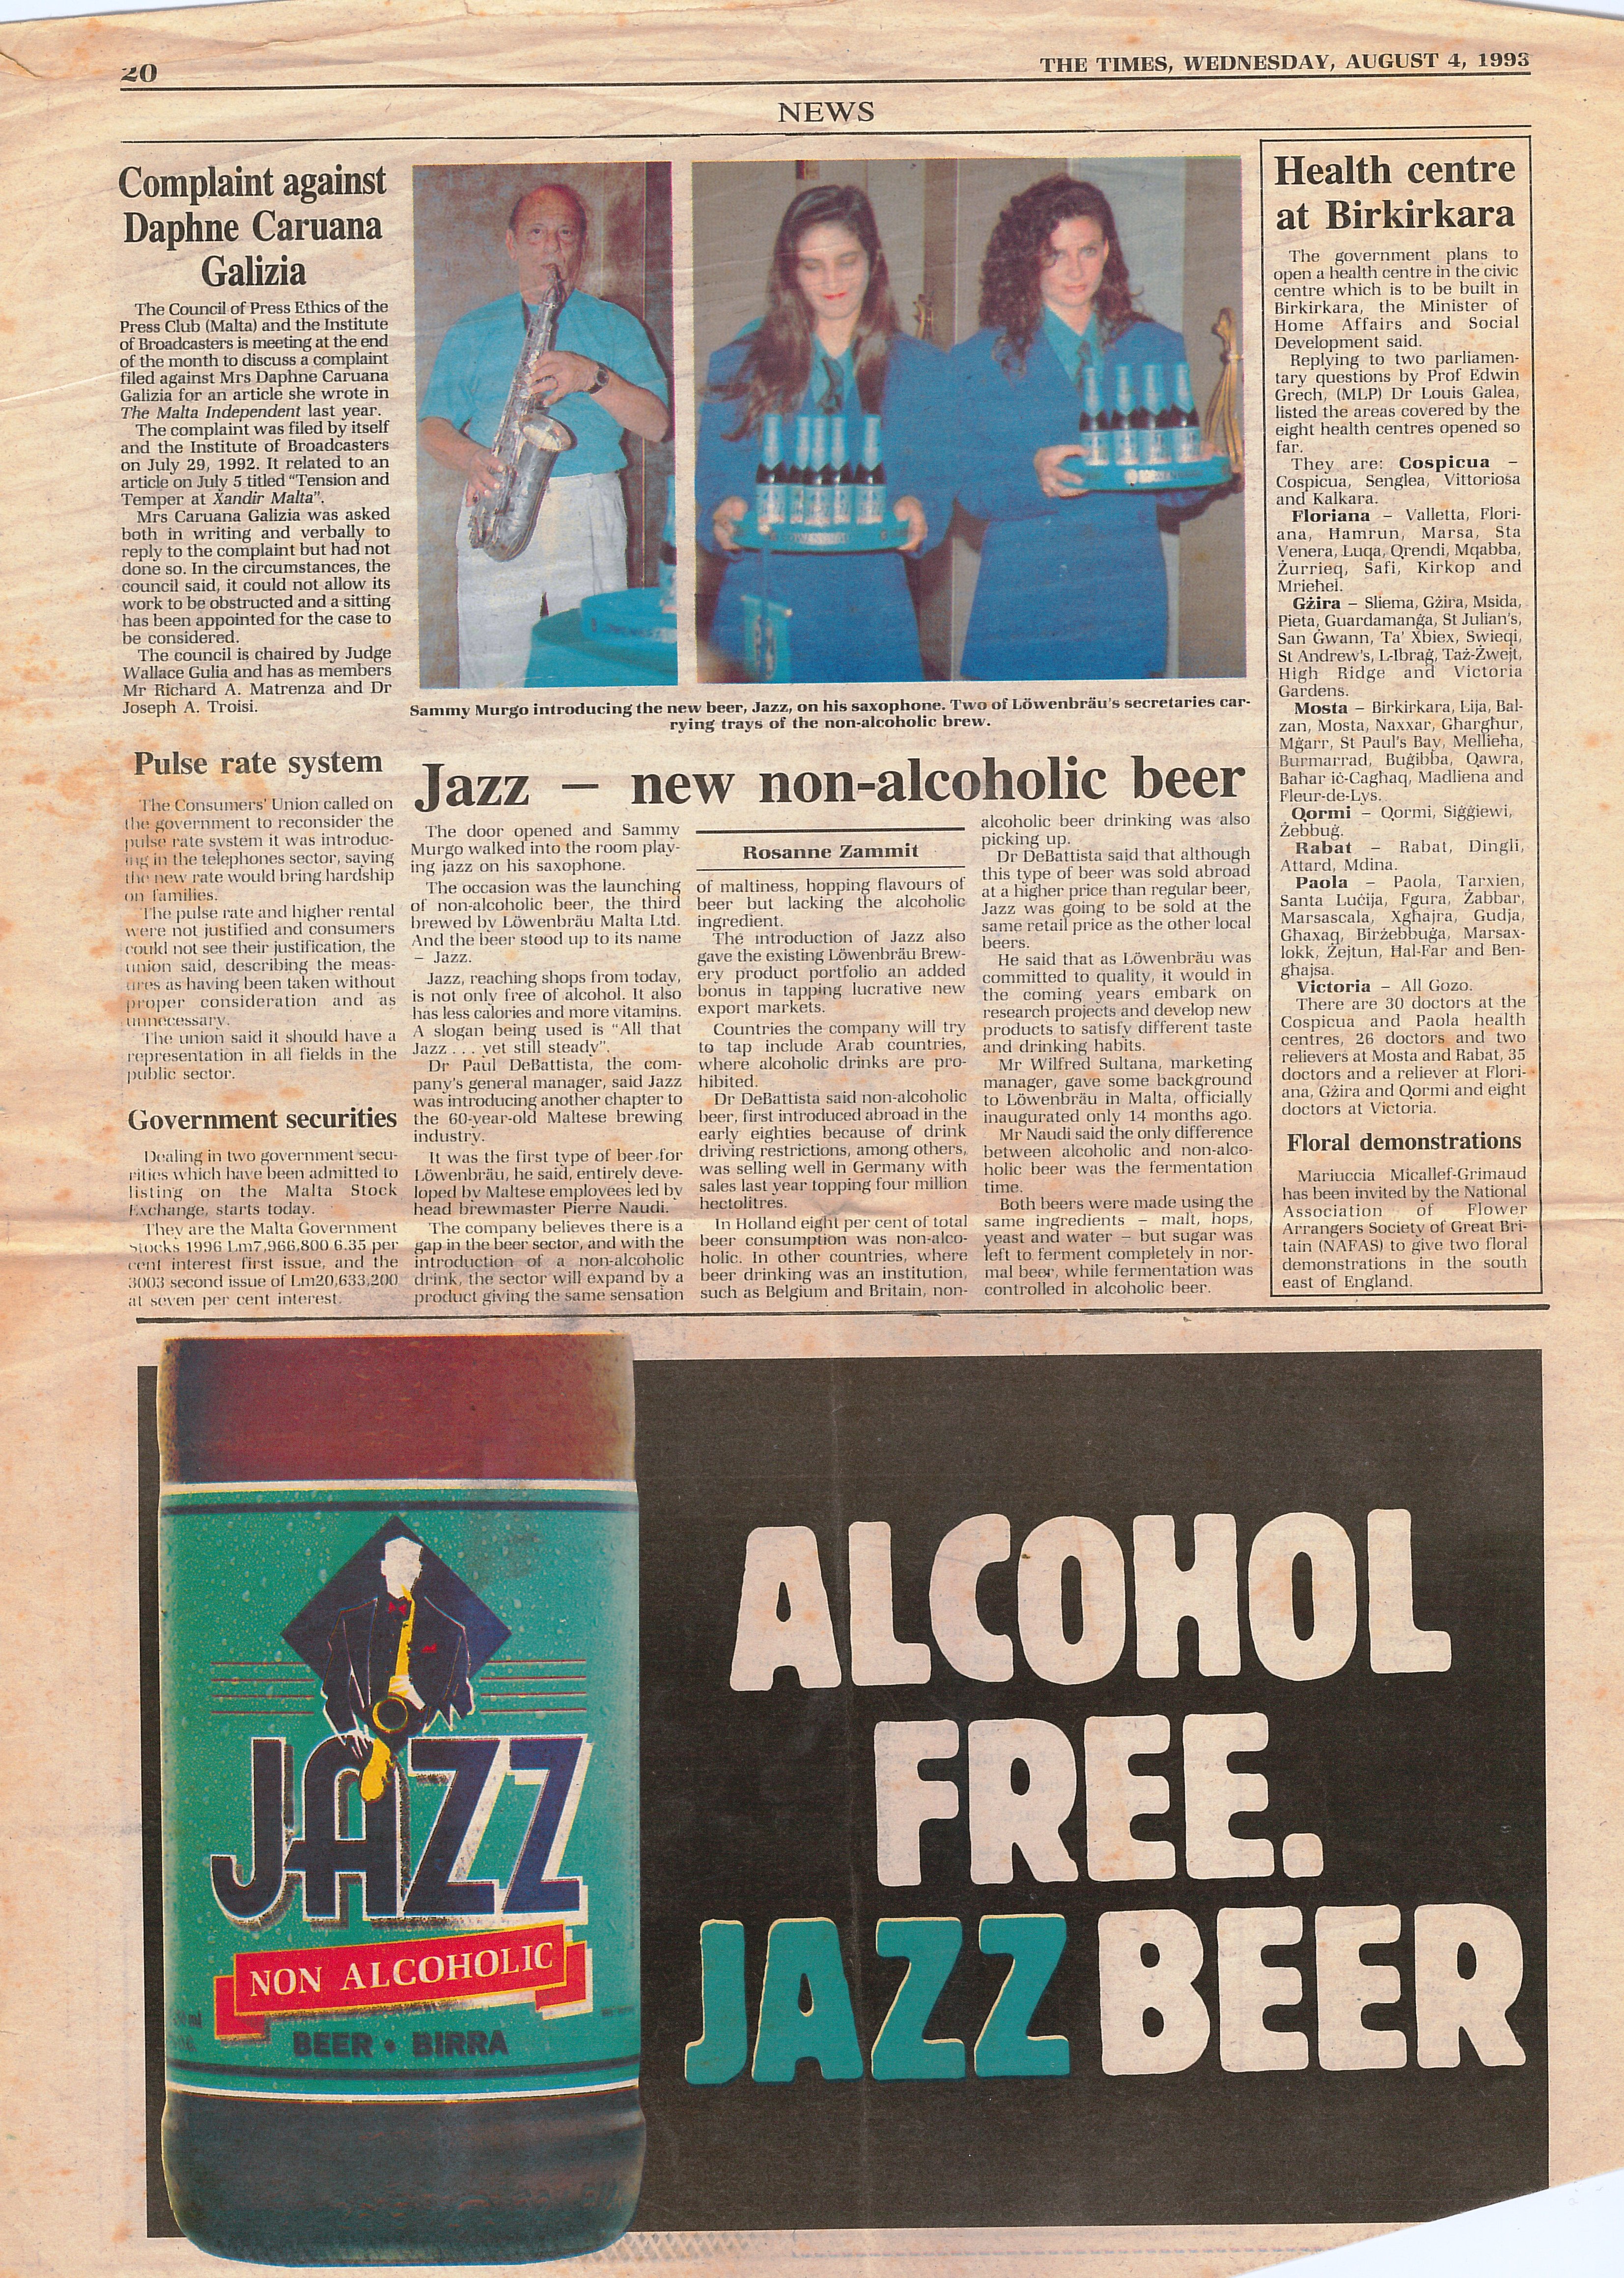 20
THE TIMES, WEDNESDAY, AUGUST 4, 1993
NEWS
Complaint against
Daphne Caruana
Galizia
The Council of Press Ethics of the
Press Club (Malta) and the Institute
of Broadcasters is meeting at the end
of the month to discuss a complaint
filed against Mrs Daphne Caruana
Galizia for an article she wrote in
The Malta Independent last year.
The complaint was filed by itself
and the Institute of Broadcasters
on July 29, 1992. It related to an
article on July 5 titled "Tension and
Temper at Xandir Malta".
Mrs Caruana Galizia was asked
both in writing and verbally to
reply to the complaint but had not
done so. In the circumstances, the
council said, it could not allow its
work to be obstructed and a sitting
has been appointed for the case to
be considered.
The council is chaired by Judge
Wallace Gulia and has as members
Mr Richard A. Matrenza and Dr
Joseph A. Troisi.
Pulse rate system
The Consumers' Union called on
the government to reconsider the
pulse rate system it was introduc-
ing in the telephones sector, saying
the new rate would bring hardship
on families.
The pulse rate and higher rental
were not justified and consumers
could not see their justification, the
union said, describing the meas-
ures as having been taken without
proper consideration and as
unnecessary.
The union said it should have a
representation in all fields in the
public sector.
Government securities
Dealing in two government secu-
rities which have been admitted to
listing on the Malta Stock
Exchange, starts today.
They are the Malta Government
Stocks 1996 Lm7,966,800 6.35 per
cent interest first issue, and the
3003 second issue of Lm20,633,200
at seven per cent interest.
JAZZ
LOWENBRAU
Sammy Murgo introducing the new beer, Jazz, on his saxophone. Two of Löwenbräu's secretaries car-
rying trays of the non-alcoholic brew.
Jazz – new non-alcoholic beer
The door opened and Sammy
Murgo walked into the room play-
ing jazz on his saxophone.
The occasion was the launching
of non-alcoholic beer, the third
brewed by Löwenbräu Malta Ltd.
And the beer stood up to its name
– Jazz.
Jazz, reaching shops from today,
is not only free of alcohol. It also
has less calories and more vitamins.
A slogan being used is "All that
Jazz . . . yet still steady".
Dr Paul DeBattista, the com-
pany's general manager, said Jazz
was introducing another chapter to
the 60-year-old Maltese brewing
industry.
It was the first type of beer for
Löwenbräu, he said, entirely deve-
loped by Maltese employees led by
head brewmaster Pierre Naudi.
The company believes there is a
gap in the beer sector, and with the
introduction of a non-alcoholic
drink, the sector will expand by a
product giving the same sensation
Rosanne Zammit
of maltiness, hopping flavours of
beer but lacking the alcoholic
ingredient.
The introduction of Jazz also
gave the existing Löwenbräu Brew-
ery product portfolio an added
bonus in tapping lucrative new
export markets.
Countries the company will try
to tap include Arab countries,
where alcoholic drinks are pro-
hibited.
Dr DeBattista said non-alcoholic
beer, first introduced abroad in the
early eighties because of drink
driving restrictions, among others,
was selling well in Germany with
sales last year topping four million
hectolitres.
In Holland eight per cent of total
beer consumption was non-alco-
holic. In other countries, where
beer drinking was an institution,
such as Belgium and Britain, non-
alcoholic beer drinking was also
picking up.
Dr DeBattista said that although
this type of beer was sold abroad
at a higher price than regular beer,
Jazz was going to be sold at the
same retail price as the other local
beers.
He said that as Löwenbräu was
committed to quality, it would in
the coming years embark on
research projects and develop new
products to satisfy different taste
and drinking habits.
Mr Wilfred Sultana, marketing
manager, gave some background
to Löwenbräu in Malta, officially
inaugurated only 14 months ago.
Mr Naudi said the only difference
between alcoholic and non-alco-
holic beer was the fermentation
time.
Both beers were made using the
same ingredients – malt, hops,
yeast and water – but sugar was
left to ferment completely in nor-
mal beer, while fermentation was
controlled in alcoholic beer.
Health centre
at Birkirkara
The government plans to
open a health centre in the civic
centre which is to be built in
Birkirkara, the Minister of
Home Affairs and Social
Development said.
Replying to two parliamen-
tary questions by Prof Edwin
Grech, (MLP) Dr Louis Galea,
listed the areas covered by the
eight health centres opened so
far.
They are: Cospicua –
Cospicua, Senglea, Vittoriosa
and Kalkara.
Floriana – Valletta, Flori-
ana, Ħamrun, Marsa, Sta
Venera, Luqa, Qrendi, Mqabba,
Żurrieq, Safi, Kirkop and
Mrieħel.
Gżira – Sliema, Gżira, Msida,
Pieta, Guardamanġa, St Julian's,
San Ġwann, Ta' Xbiex, Swieqi,
St Andrew's, L-Ibraġ, Taż-Żwejt,
High Ridge and Victoria
Gardens.
Mosta – Birkirkara, Lija, Bal-
zan, Mosta, Naxxar, Għargħur,
Mġarr, St Paul's Bay, Mellieħa,
Burmarrad, Buġibba, Qawra,
Baħar iċ-Cagħaq, Madliena and
Fleur-de-Lys.
Qormi – Qormi, Siġġiewi,
Żebbuġ.
Rabat – Rabat, Dingli,
Attard, Mdina.
Paola – Paola, Tarxien,
Santa Luċija, Fgura, Żabbar,
Marsascala, Xgħajra, Gudja,
Għaxaq, Birżebbuġa, Marsax-
lokk, Żejtun, Ħal-Far and Ben-
għajsa.
Victoria – All Gozo.
There are 30 doctors at the
Cospicua and Paola health
centres, 26 doctors and two
relievers at Mosta and Rabat, 35
doctors and a reliever at Flori-
ana, Gżira and Qormi and eight
doctors at Victoria.
Floral demonstrations
Mariuccia Micallef-Grimaud
has been invited by the National
Association of Flower
Arrangers Society of Great Bri-
tain (NAFAS) to give two floral
demonstrations in the south
east of England.
JAZZ
NON ALCOHOLIC
BEER • BIRRA
ALCOHOL
FREE.
JAZZ BEER